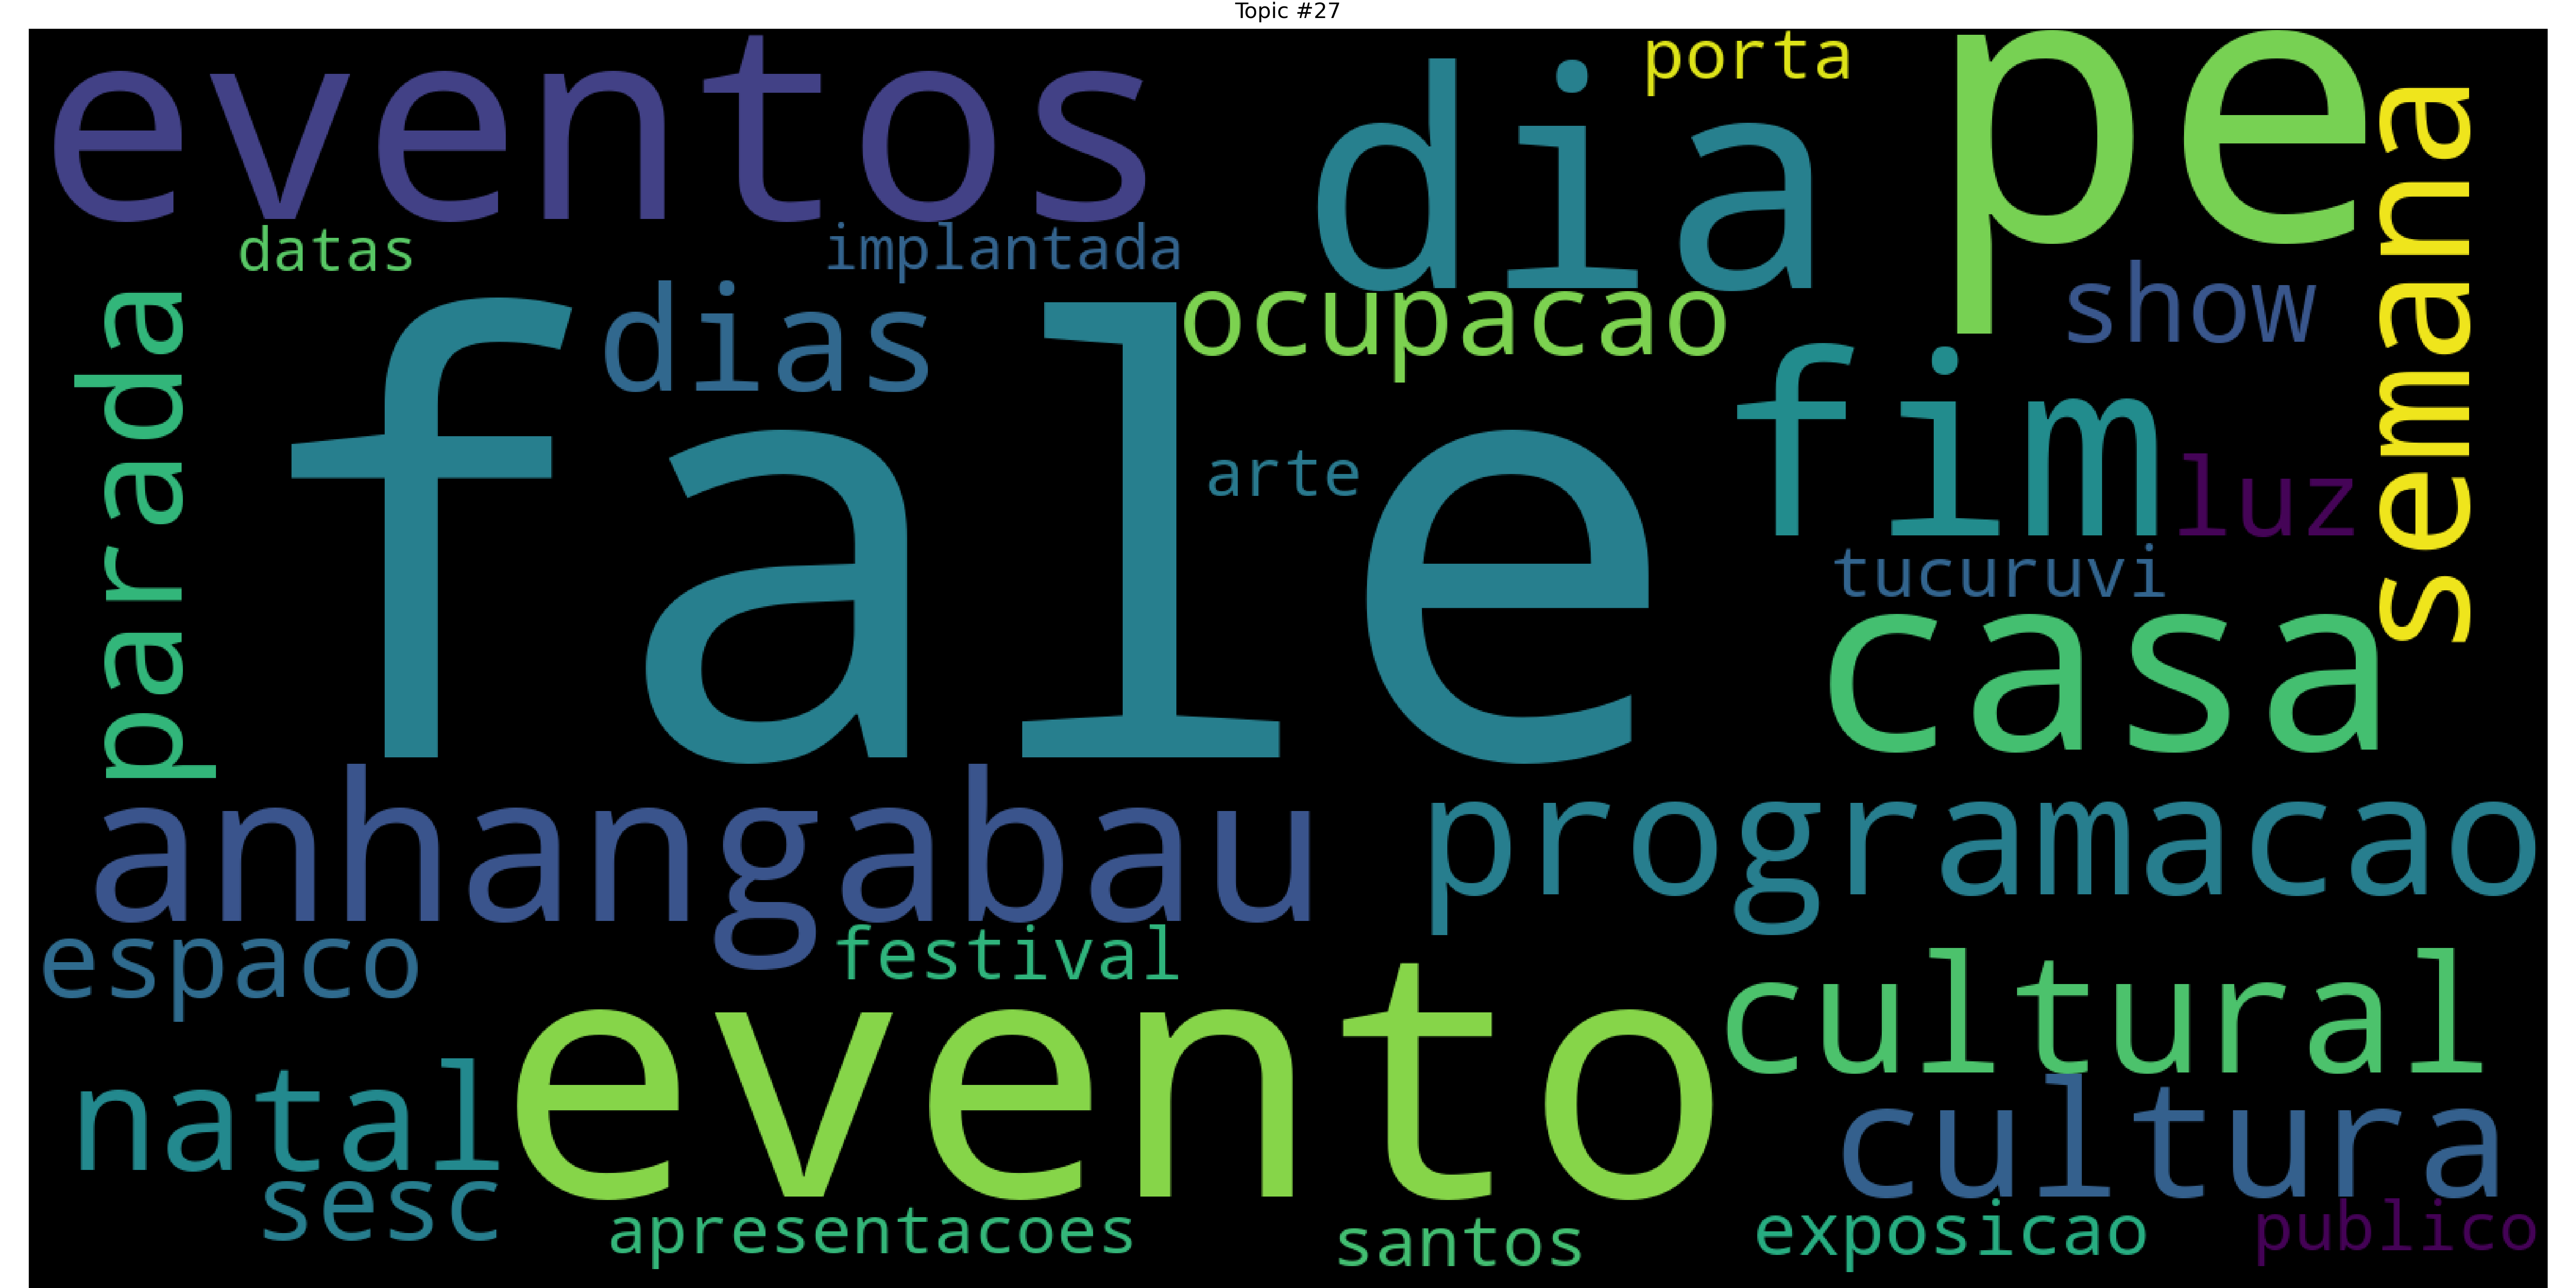 Topic #27
eventos
dia
porta
pe
semana
datas
implantada
dias
ocupacao
show
parada
fale
arte
fim
luz
tucuruvi
casa
anhangabau
programacao
espaco
festival
evento
cultural
natal
cultura
sesc
apresentacoes
santos
exposicao
publico